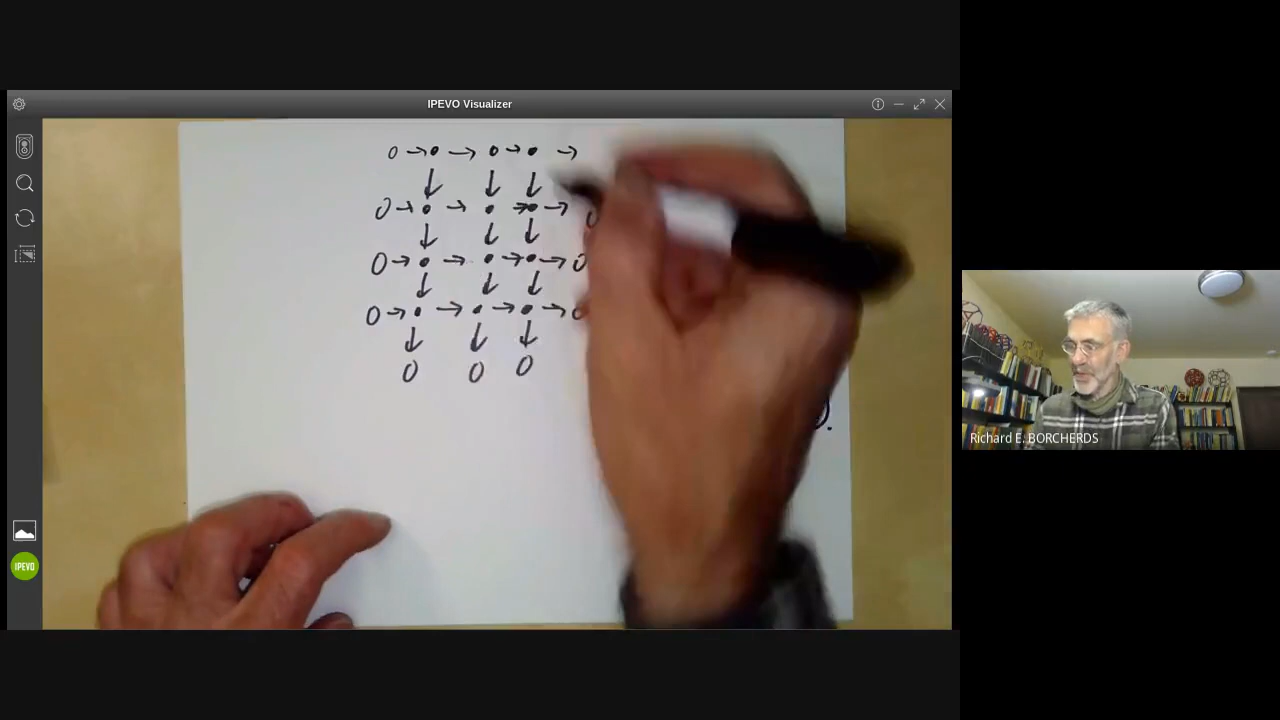 IPEVO Visualizer
0 → • → • → • →
↓ ↓ ↓
0 → • → • → • → 0
↓ ↓ ↓
0 → • → • → • → 0
↓ ↓ ↓
0 → • → • → • → 0
↓ ↓ ↓
0 0 0
IPEVO
Richard E. BORCHERDS